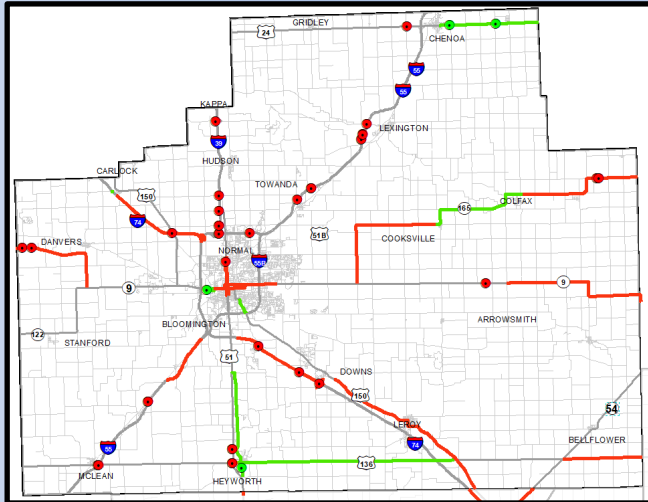 GRIDLEY
24
CHENOA
55
55
KAPPA
LEXINGTON
39
HUDSON
CARLOCK
150
TOWANDA
COLFAX
165
74
51B
COOKSVILLE
DANVERS
NORMAL
55B
9
9
ARROWSMITH
BLOOMINGTON
122
STANFORD
51
DOWNS
150
54
LEROY
BELLFLOWER
55
74
136
MCLEAN
HEYWORTH